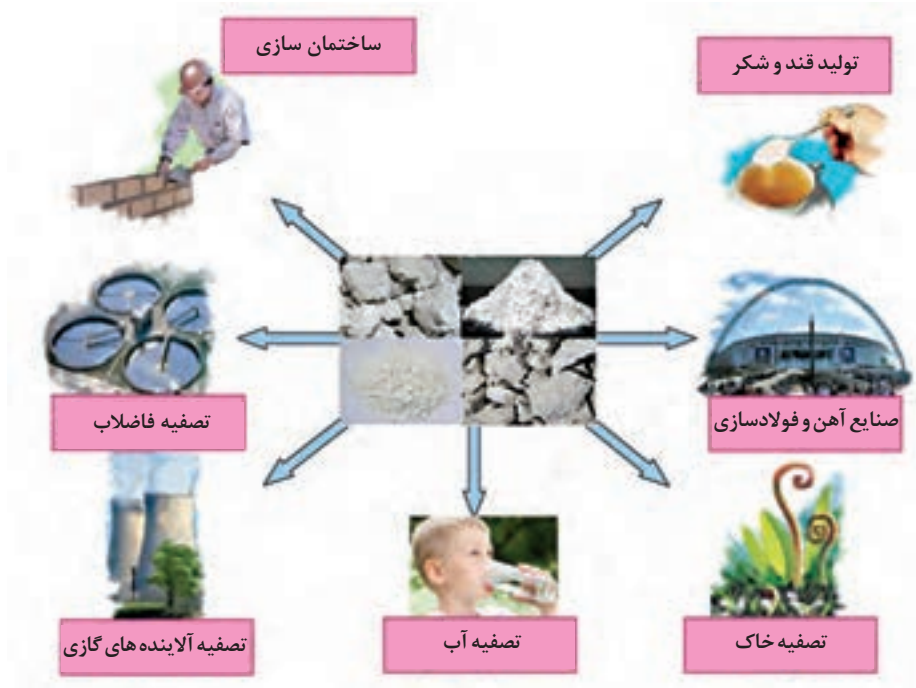 ساختمان سازی
تولید قند و شکر
تصفیه فاضلاب
صنایع آهن و فولادسازی
تصفیه آلاینده های گازی
تصفیه آب
تصفیه خاک